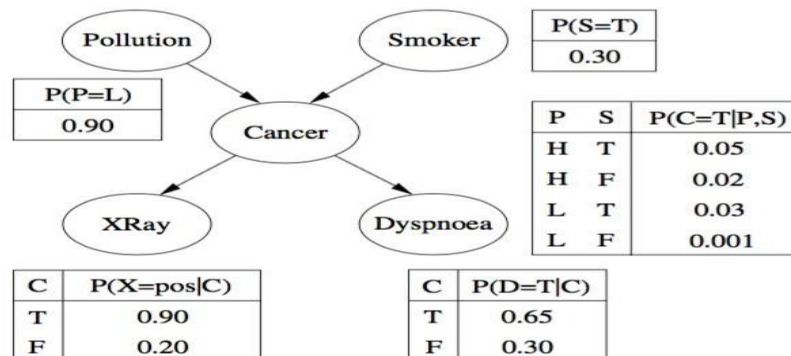 Pollution
Smoker
P(S=T)
0.30
P(P=L)
0.90
Cancer
P S P(C=T|P,S)
H T 0.05
H F 0.02
L T 0.03
L F 0.001
XRay
Dyspnoea
C P(X=pos|C)
T 0.90
F 0.20
C P(D=T|C)
T 0.65
F 0.30